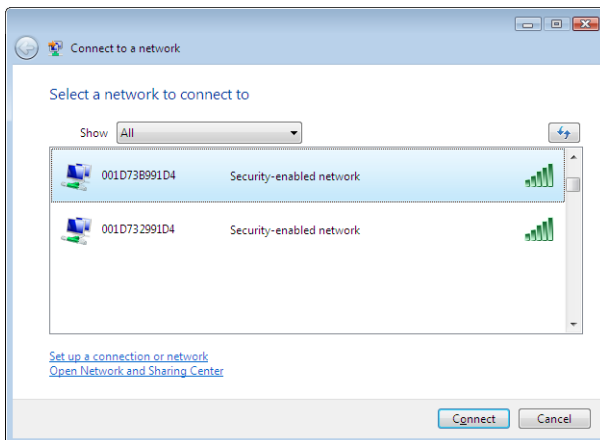 Connect to a network
Select a network to connect to
Show All
001D73B991D4 Security-enabled network
001D732991D4 Security-enabled network
Set up a connection or network
Open Network and Sharing Center
Connect Cancel